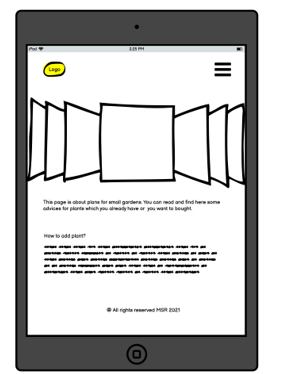 iPad
2:25 PM
Logo
This page is about plans for small gardens. You can read and find here some
advices for plants which you already have or you want to bought.
How to add plant?
@ All rights reserved MSR 2021